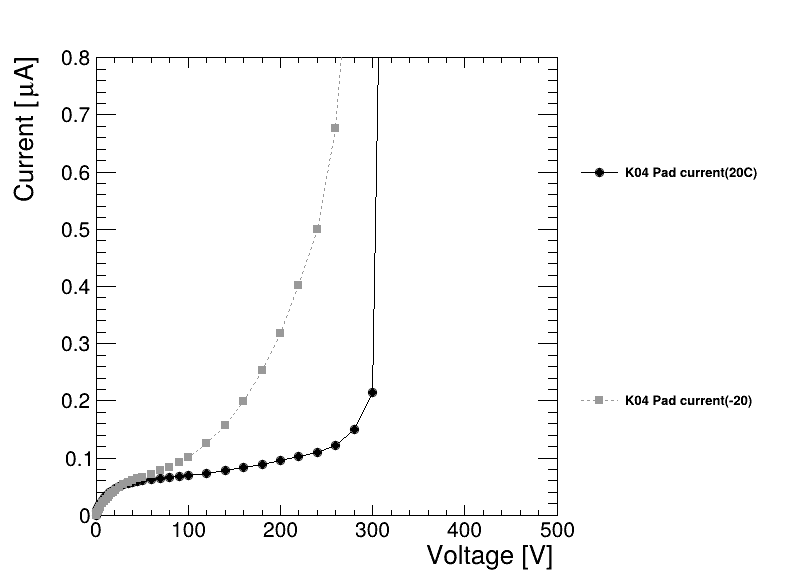 Current [μA]
0.8
0.7
0.6
0.5
0.4
0.3
0.2
0.1
0
0 100 200 300 400 500
Voltage [V]
K04 Pad current(20C)
K04 Pad current(-20)